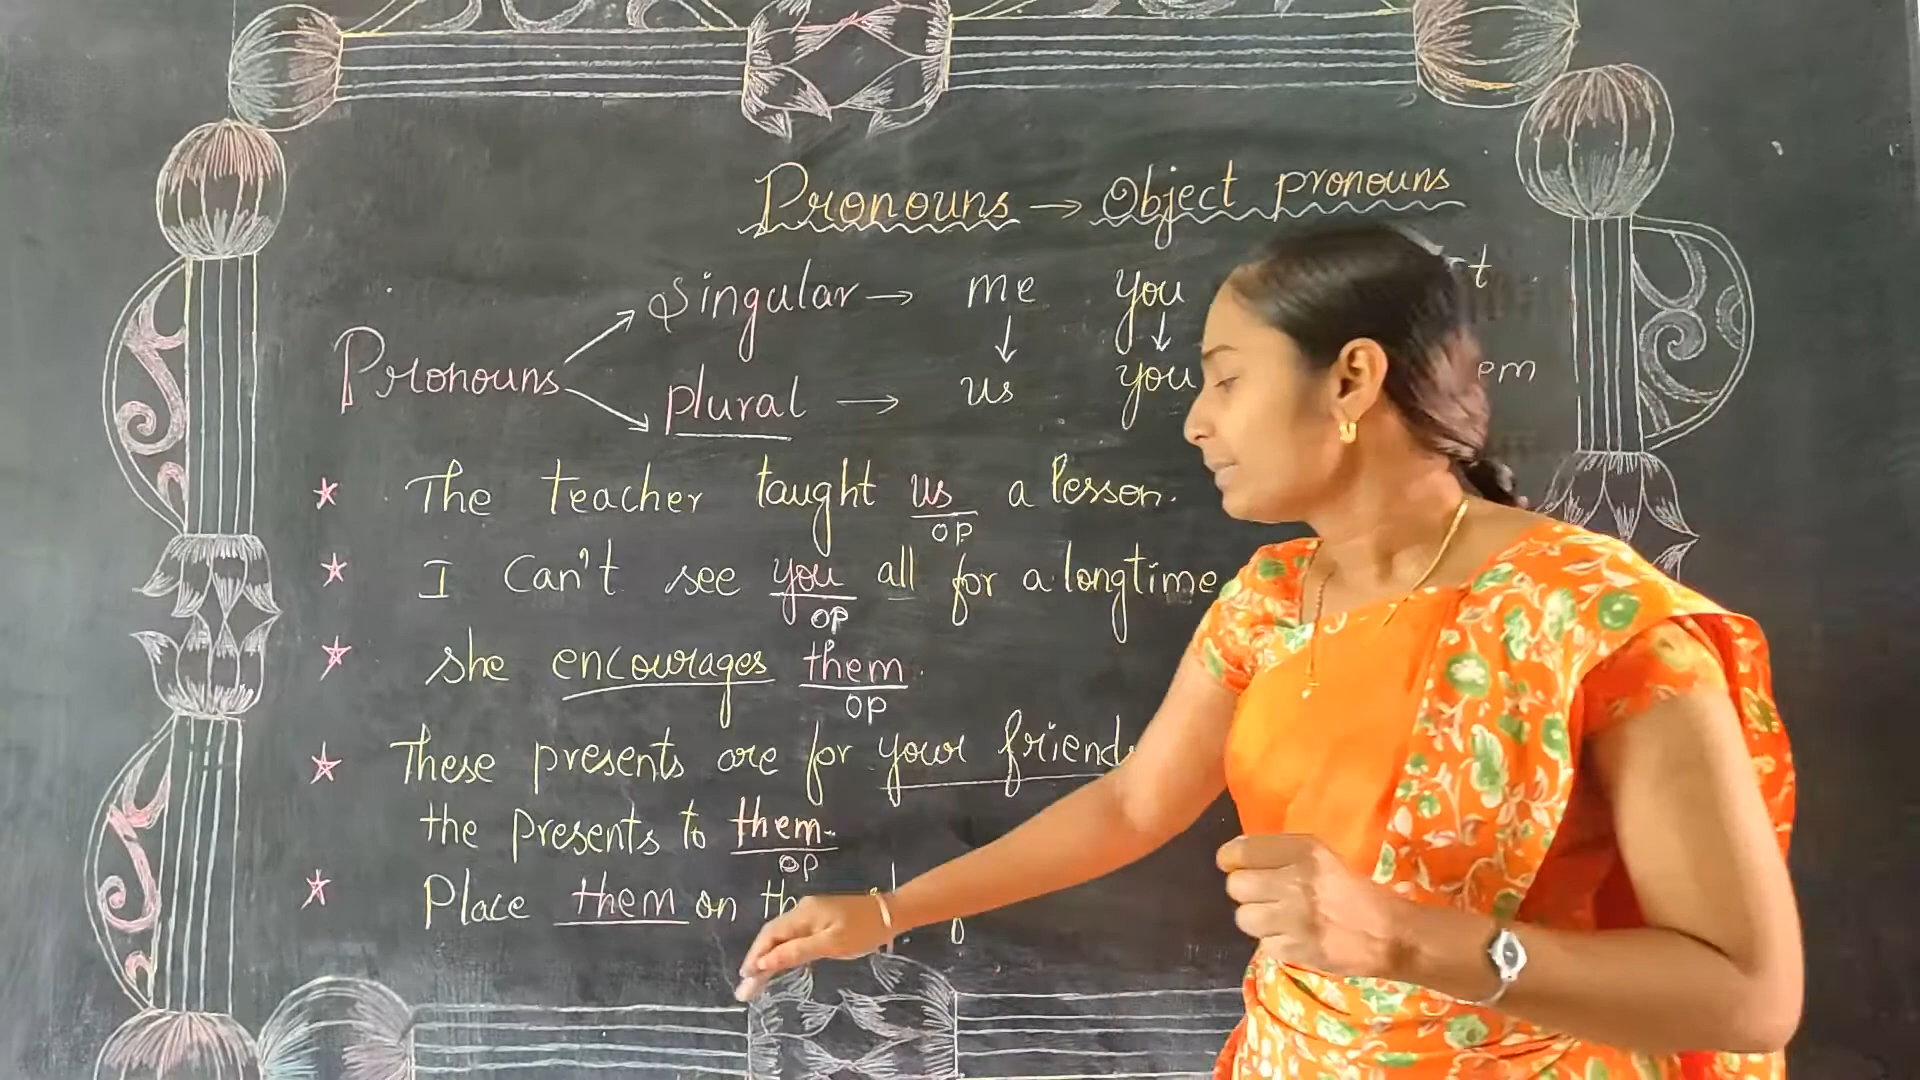 Pronouns → Object pronouns
Singular → me you
Pronouns
plural → us you
* The teacher taught us a lesson.
OP
* I Can't see you all for a longtime
OP
* she encourages them.
OP
* These presents are for your friends
the presents to them.
OP
* Place them on